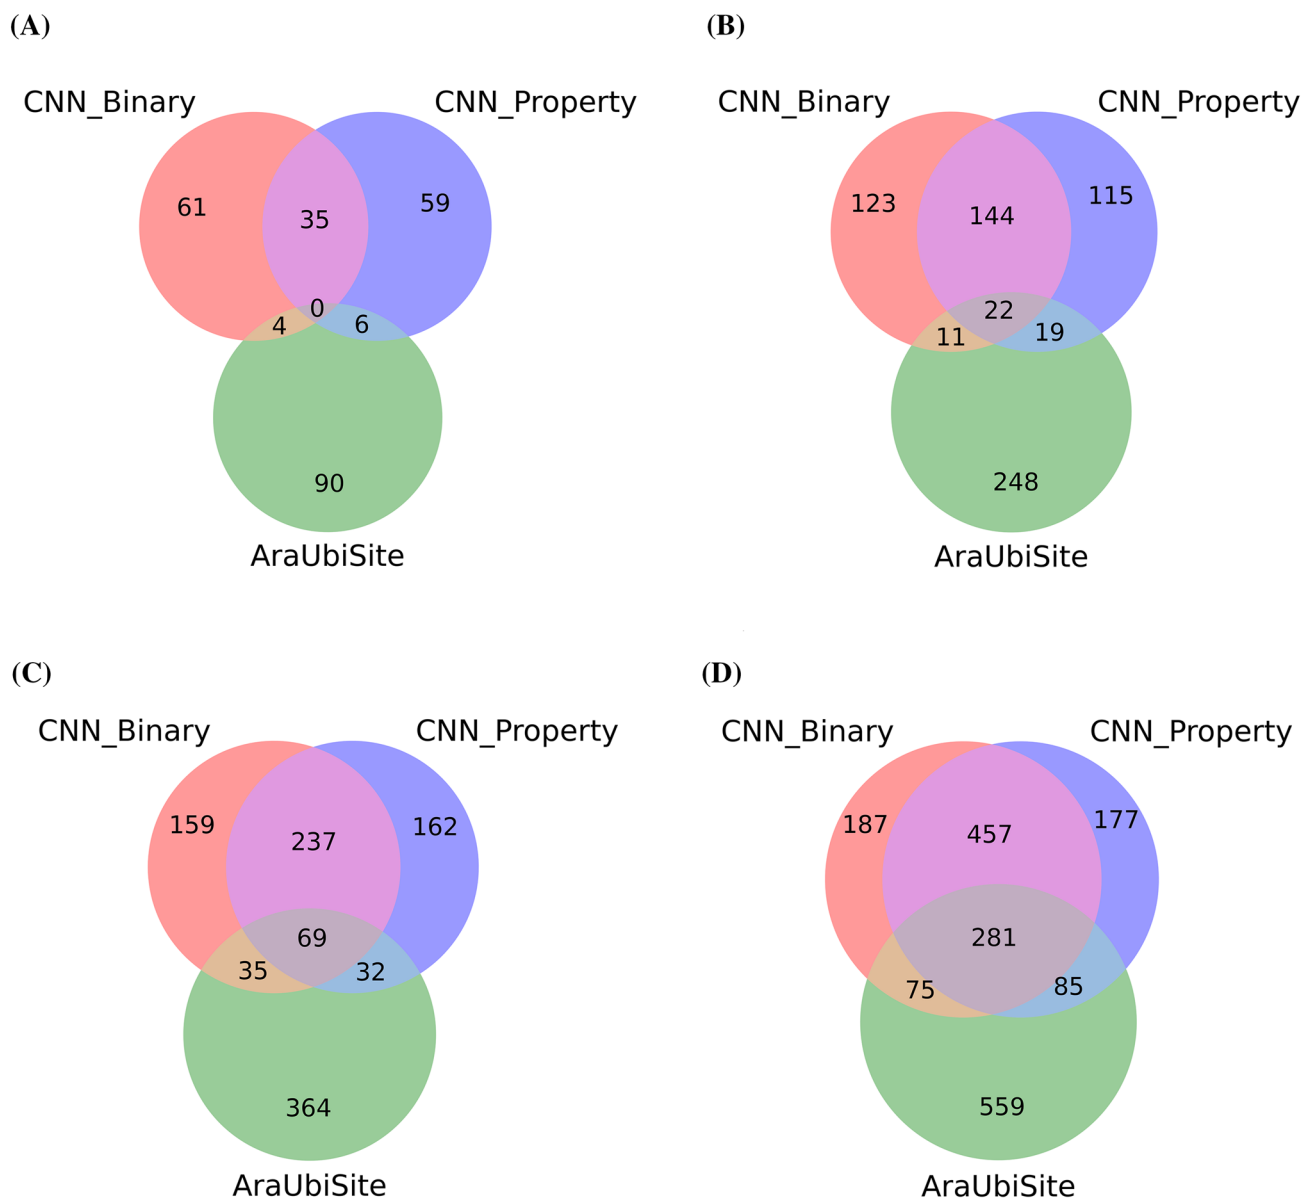 (A)
CNN_Binary CNN_Property
61 35 59
0
4 6
90
AraUbiSite
(B)
CNN_Binary CNN_Property
123 144 115
22
11 19
248
AraUbiSite
(C)
CNN_Binary CNN_Property
159 237 162
69
35 32
364
AraUbiSite
(D)
CNN_Binary CNN_Property
187 457 177
281
75 85
559
AraUbiSite